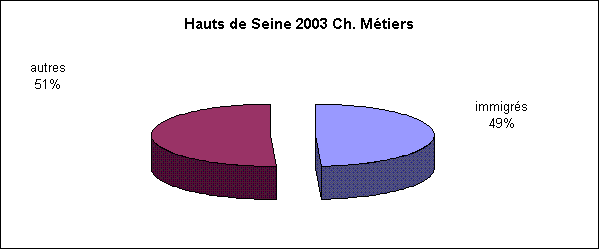 Hauts de Seine 2003 Ch. Métiers
autres
51%
immigrés
49%